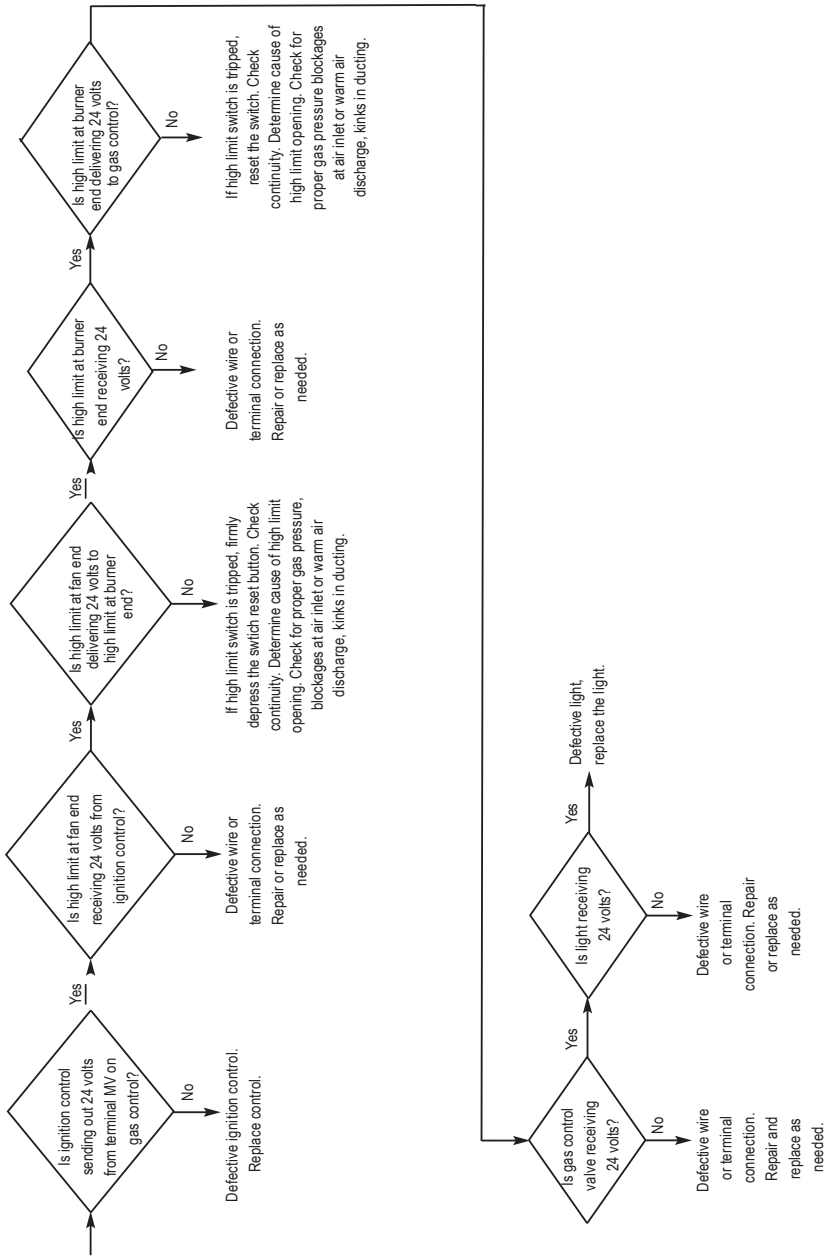 Is ignition control
sending out 24 volts
from terminal MV on
gas control?
Yes
No
Defective ignition control.
Replace control.
Is high limit at fan end
receiving 24 volts from
ignition control?
Yes
No
Defective wire or
terminal connection.
Repair or replace as
needed.
Is high limit at fan end
delivering 24 volts to
high limit at burner
end?
Yes
No
If high limit switch is tripped, firmly
depress the swtich reset button. Check
continuity. Determine cause of high limit
opening. Check for proper gas pressure,
blockages at air inlet or warm air
discharge, kinks in ducting.
Is high limit at burner
end receiving 24
volts?
Yes
No
Defective wire or
terminal connection.
Repair or replace as
needed.
Is high limit at burner
end delivering 24 volts
to gas control?
No
If high limit switch is tripped,
reset the switch. Check
continuity. Determine cause of
high limit opening. Check for
proper gas pressure blockages
at air inlet or warm air
discharge, kinks in ducting.
Is gas control
valve receiving
24 volts?
Yes
No
Defective wire
or terminal
connection.
Repair and
replace as
needed.
Is light receiving
24 volts?
Yes
No
Defective wire
or terminal
connection. Repair
or replace as
needed.
Defective light,
replace the light.